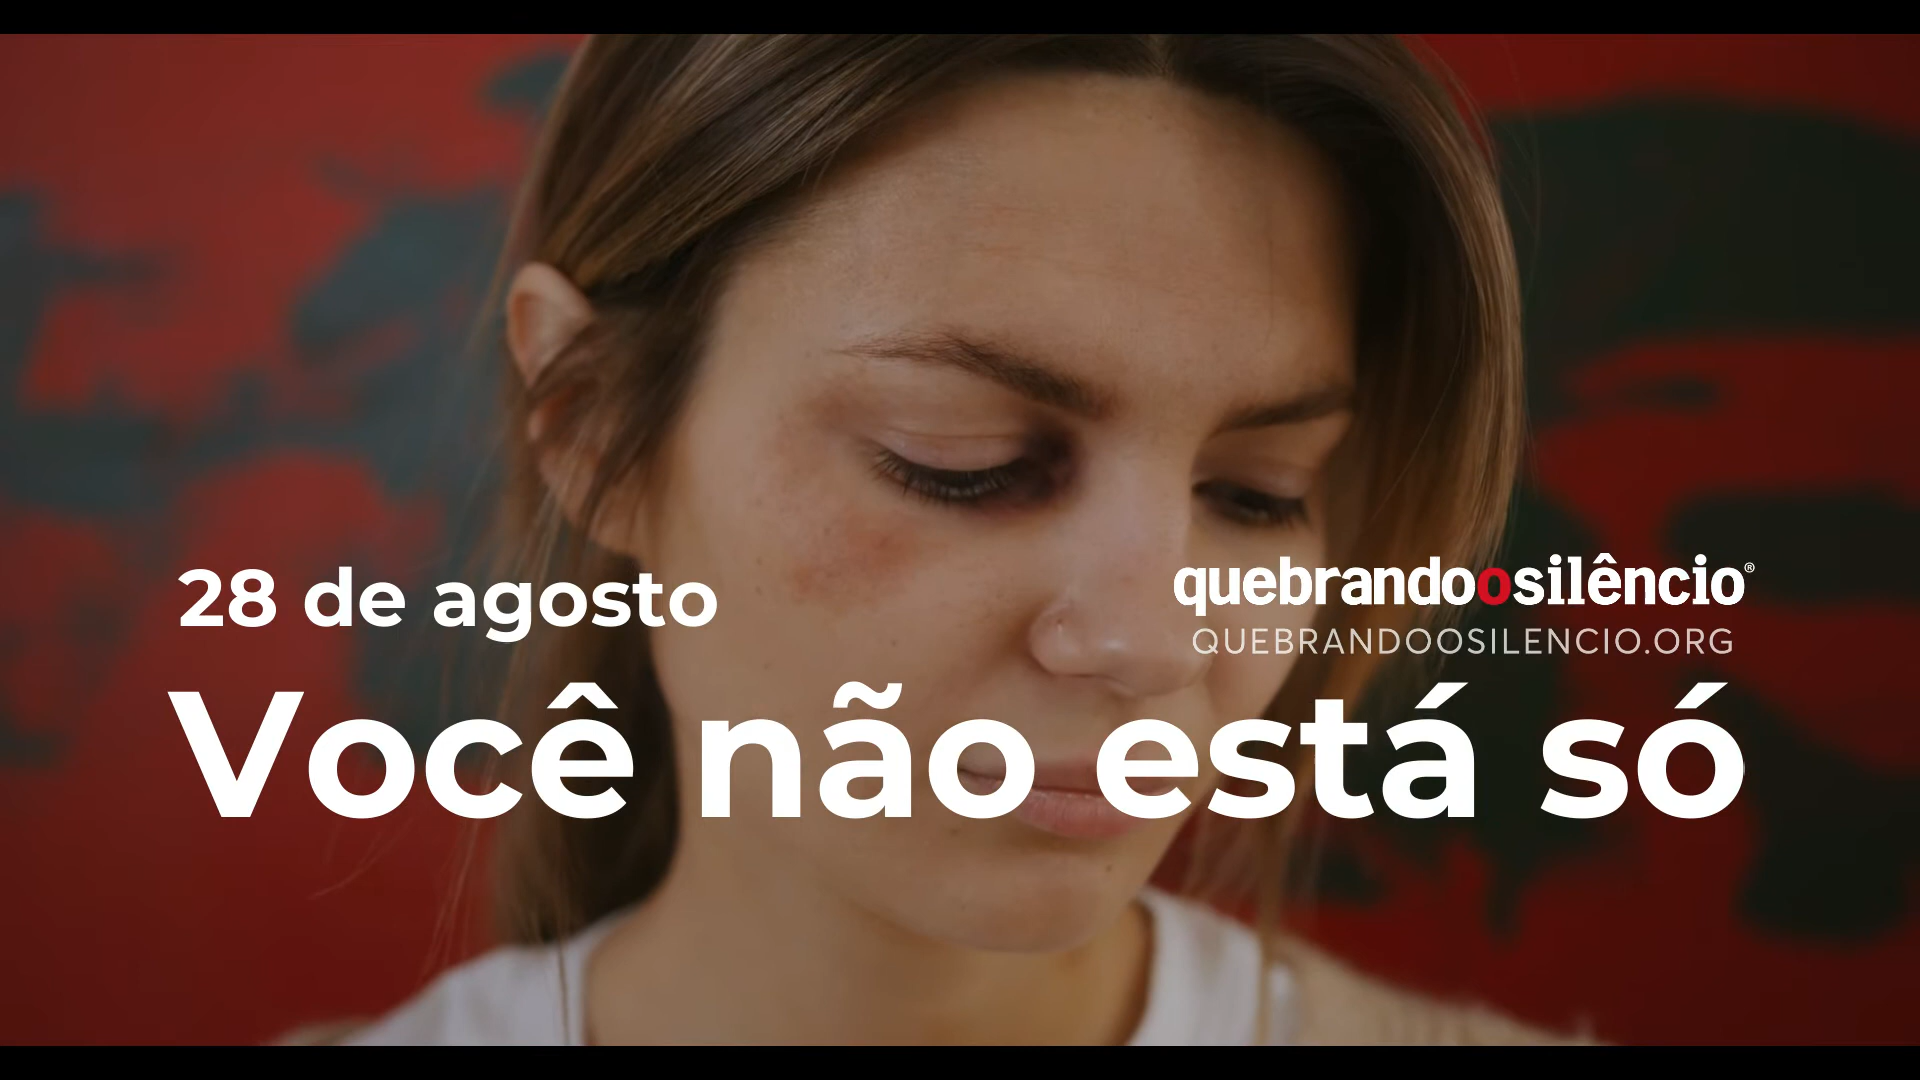 28 de agosto
quebrandoosilêncio®
QUEBRANDOOSILENCIO.ORG
Você não está só